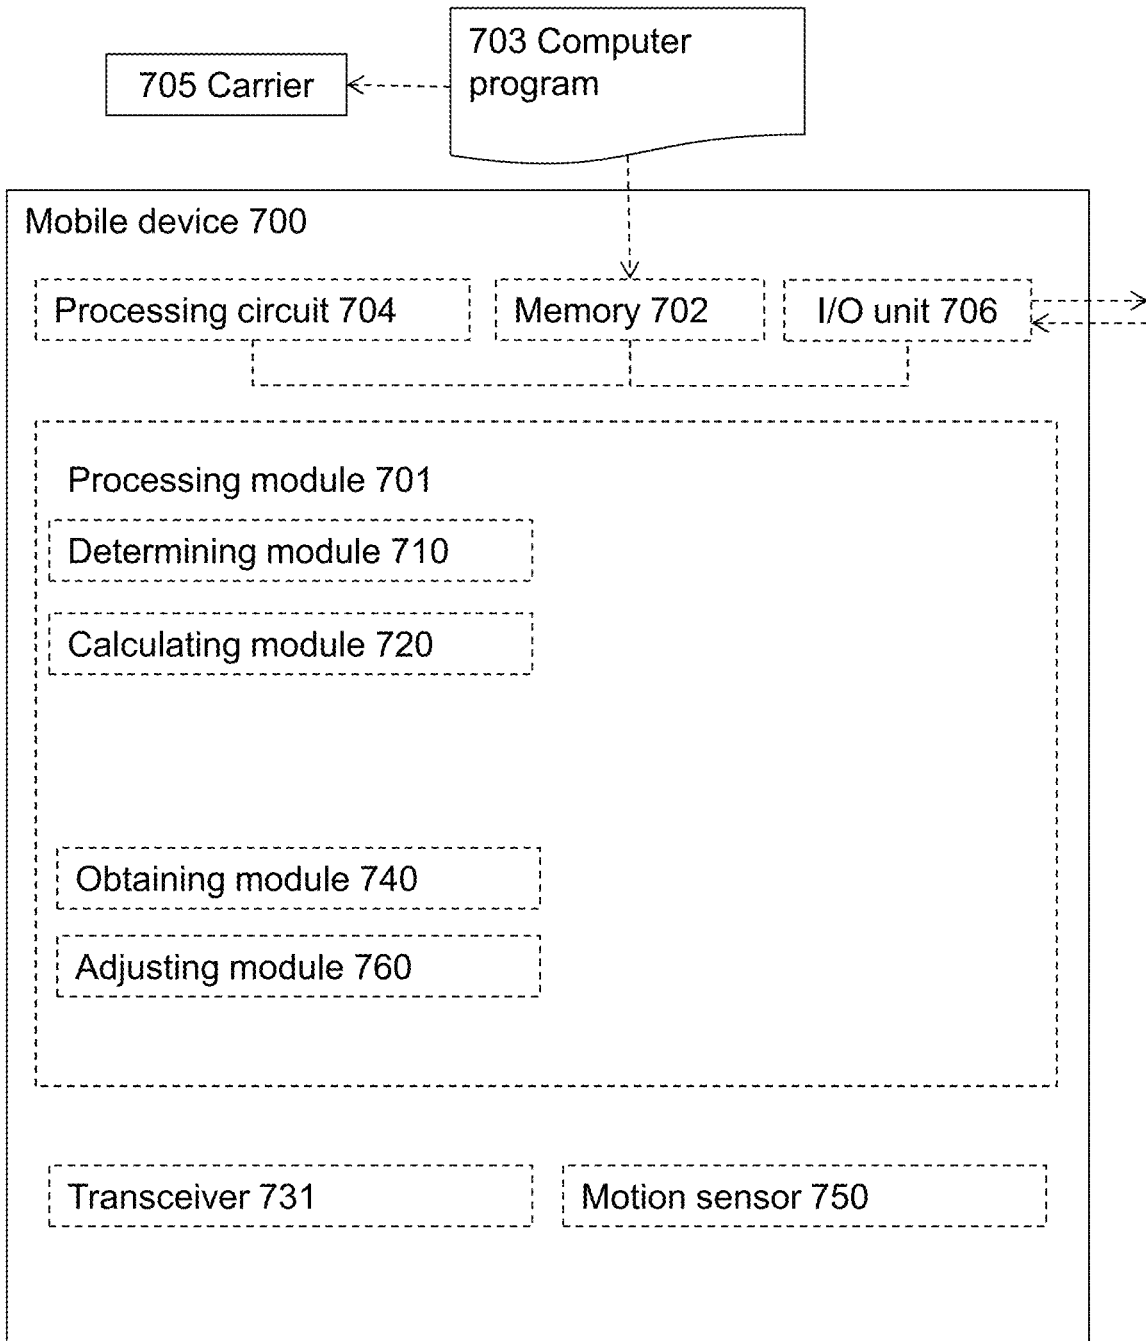 703 Computer
program
705 Carrier
Mobile device 700
Processing circuit 704
Memory 702
I/O unit 706
Processing module 701
Determining module 710
Calculating module 720
Obtaining module 740
Adjusting module 760
Transceiver 731
Motion sensor 750